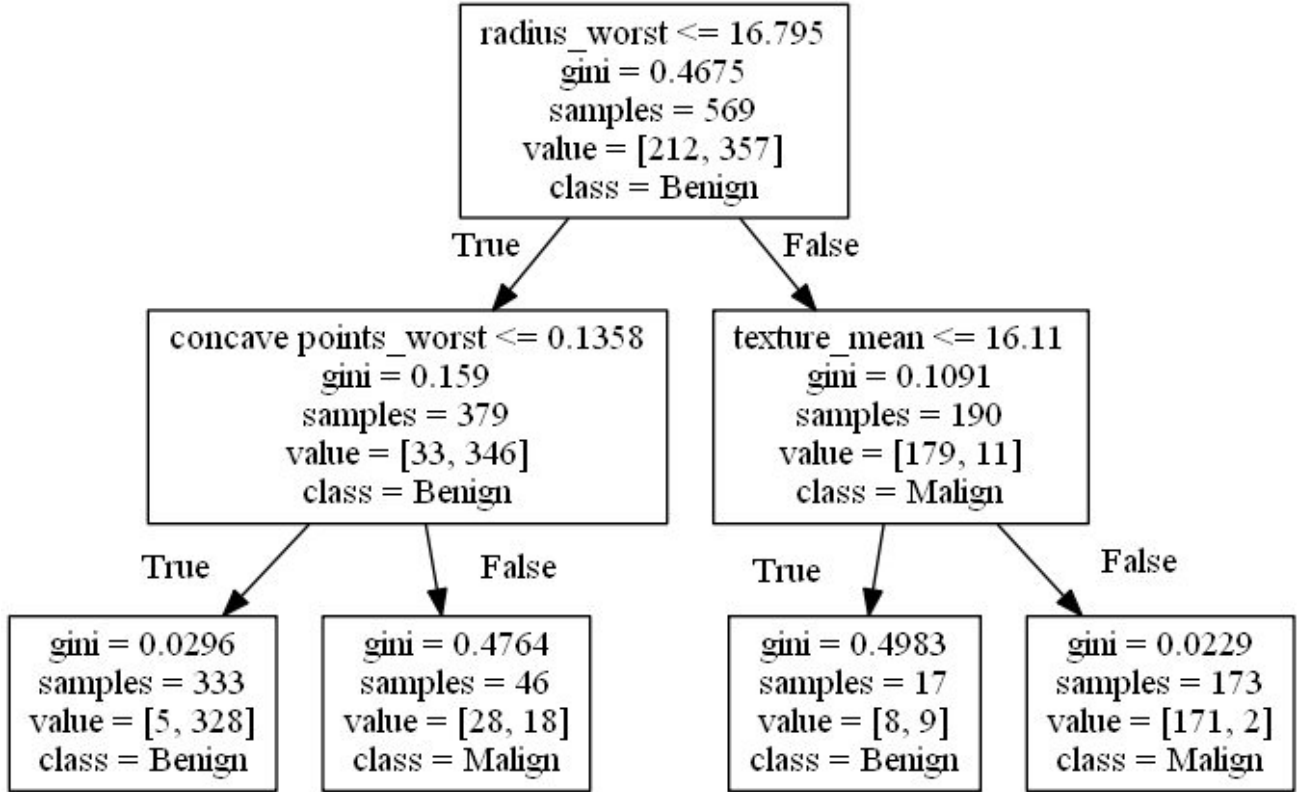 radius_worst <= 16.795
gini = 0.4675
samples = 569
value = [212, 357]
class = Benign
True
False
concave points_worst <= 0.1358
gini = 0.159
samples = 379
value = [33, 346]
class = Benign
texture_mean <= 16.11
gini = 0.1091
samples = 190
value = [179, 11]
class = Malign
True
False
True
False
gini = 0.0296
samples = 333
value = [5, 328]
class = Benign
gini = 0.4764
samples = 46
value = [28, 18]
class = Malign
gini = 0.4983
samples = 17
value = [8, 9]
class = Benign
gini = 0.0229
samples = 173
value = [171, 2]
class = Malign